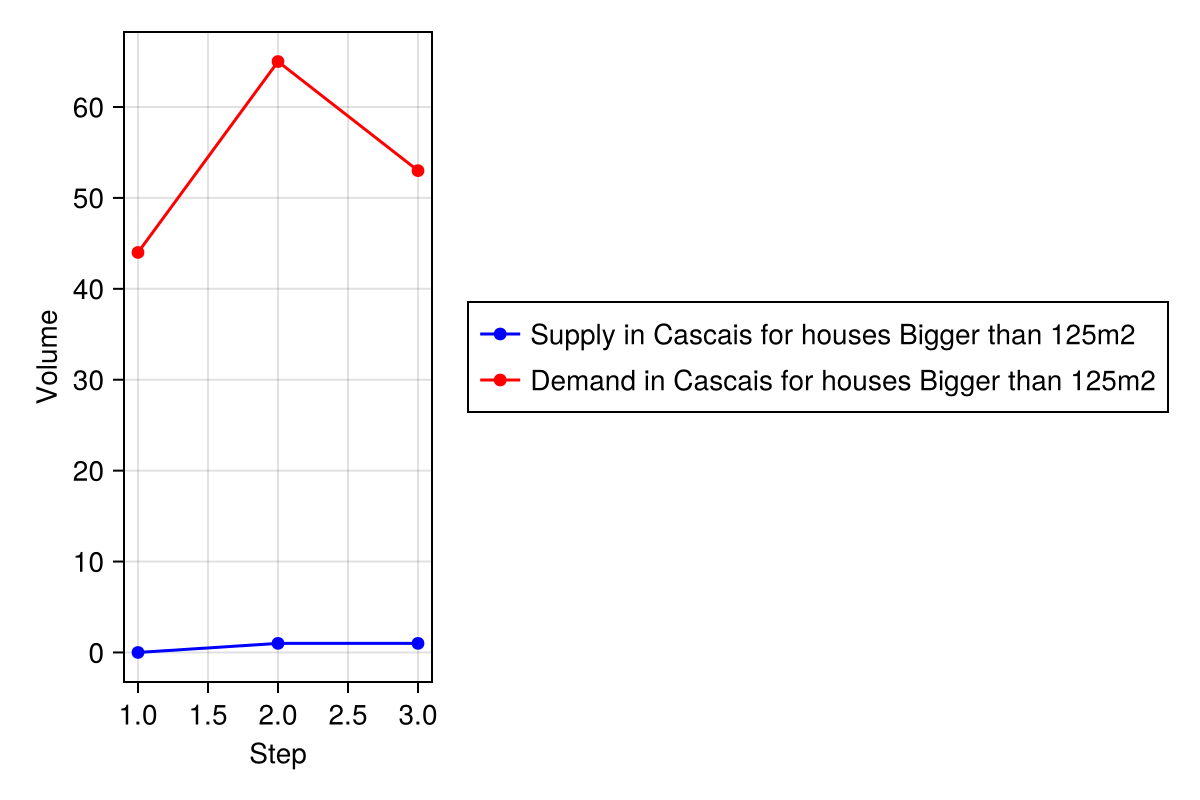 60
50
40
30
20
10
0
Volume
1.0 1.5 2.0 2.5 3.0
Step
Supply in Cascais for houses Bigger than 125m2
Demand in Cascais for houses Bigger than 125m2